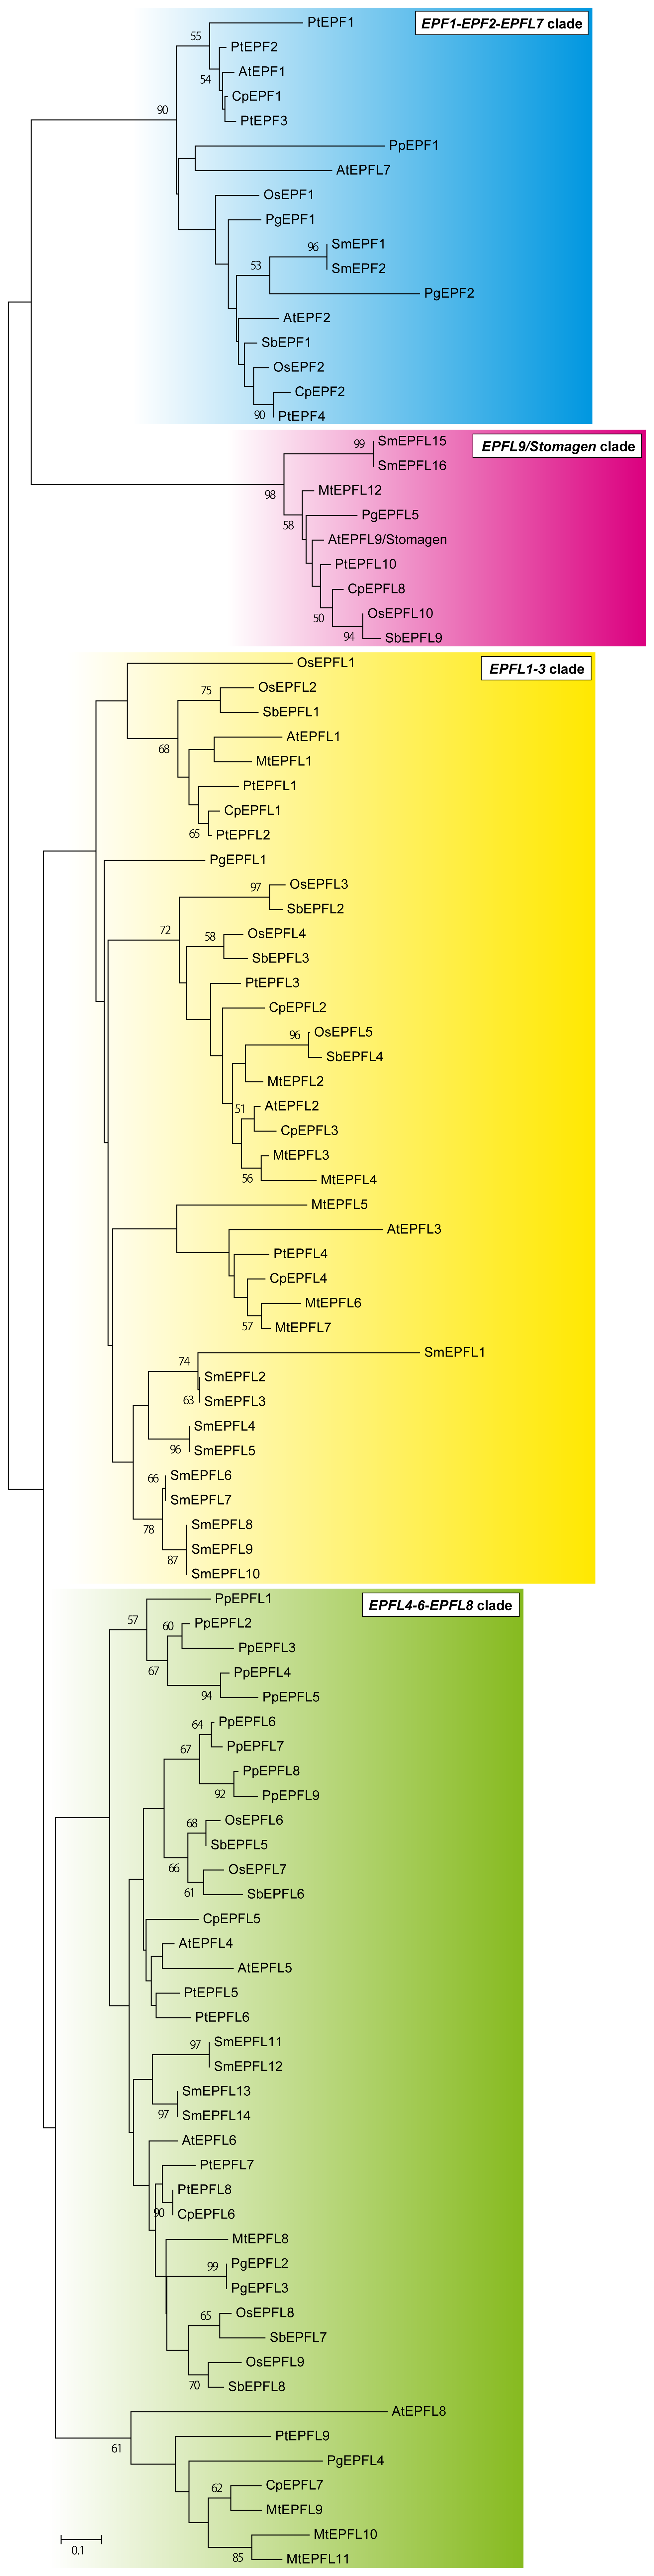 EPF1-EPF2-EPFL7 clade
55
PtEPF1
PtEPF2
54
AtEPF1
CpEPF1
90
PtEPF3
PpEPF1
AtEPFL7
OsEPF1
PgEPF1
96
SmEPF1
53
SmEPF2
PgEPF2
AtEPF2
SbEPF1
OsEPF2
CpEPF2
90
PtEPF4
EPFL9/Stomagen clade
99
SmEPFL15
SmEPFL16
98
MtEPFL12
58
PgEPFL5
AtEPFL9/Stomagen
PtEPFL10
CpEPFL8
50
OsEPFL10
94
SbEPFL9
EPFL1-3 clade
OsEPFL1
75
OsEPFL2
SbEPFL1
68
AtEPFL1
MtEPFL1
PtEPFL1
CpEPFL1
65
PtEPFL2
PgEPFL1
97
OsEPFL3
SbEPFL2
72
58
OsEPFL4
SbEPFL3
PtEPFL3
CpEPFL2
96
OsEPFL5
SbEPFL4
MtEPFL2
51
AtEPFL2
CpEPFL3
MtEPFL3
56
MtEPFL4
MtEPFL5
AtEPFL3
PtEPFL4
CpEPFL4
MtEPFL6
57
MtEPFL7
SmEPFL1
74
SmEPFL2
63
SmEPFL3
SmEPFL4
96
SmEPFL5
66
SmEPFL6
SmEPFL7
78
SmEPFL8
87
SmEPFL9
SmEPFL10
EPFL4-6-EPFL8 clade
PpEPFL1
57
60
PpEPFL2
PpEPFL3
67
PpEPFL4
94
PpEPFL5
64
PpEPFL6
67
PpEPFL7
PpEPFL8
92
PpEPFL9
68
OsEPFL6
SbEPFL5
66
OsEPFL7
61
SbEPFL6
CpEPFL5
AtEPFL4
AtEPFL5
PtEPFL5
PtEPFL6
97
SmEPFL11
SmEPFL12
SmEPFL13
97
SmEPFL14
AtEPFL6
PtEPFL7
PtEPFL8
90
CpEPFL6
MtEPFL8
99
PgEPFL2
PgEPFL3
65
OsEPFL8
SbEPFL7
OsEPFL9
70
SbEPFL8
AtEPFL8
61
PtEPFL9
PgEPFL4
62
CpEPFL7
MtEPFL9
MtEPFL10
85
MtEPFL11
0.1